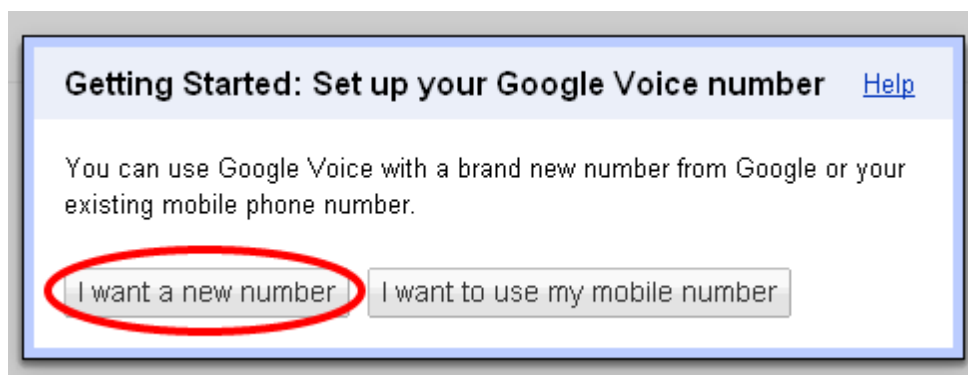 Getting Started: Set up your Google Voice number Help
You can use Google Voice with a brand new number from Google or your
existing mobile phone number.
I want a new number I want to use my mobile number